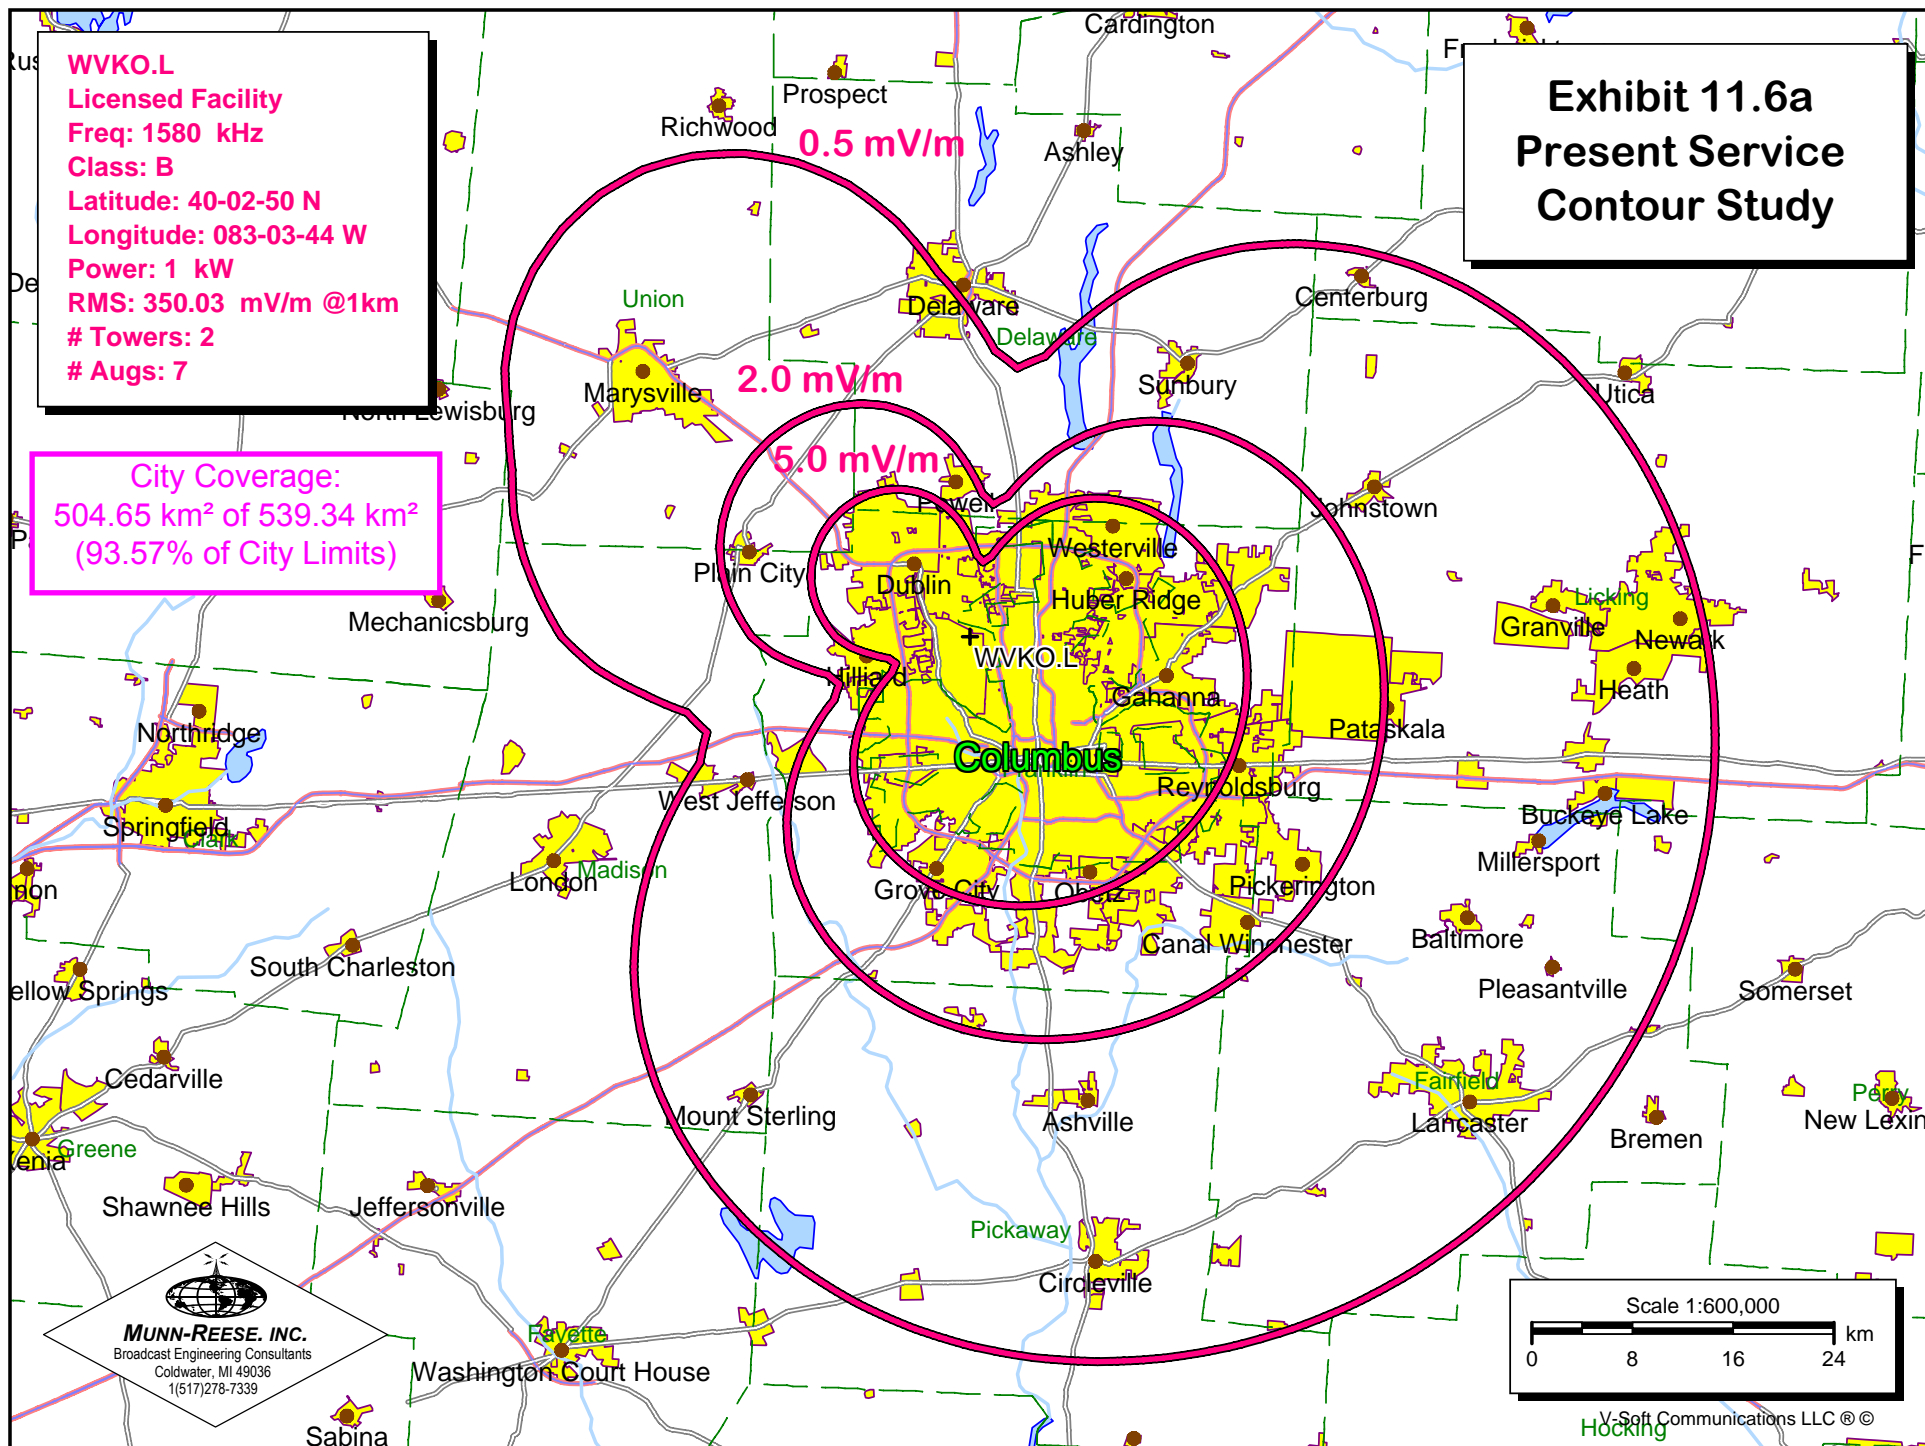 Cardington
WVKO.L
Licensed Facility
Freq: 1580 kHz
Class: B
Latitude: 40-02-50 N
Longitude: 083-03-44 W
Power: 1 kW
RMS: 350.03 mV/m @1km
# Towers: 2
# Augs: 7
Exhibit 11.6a
Present Service
Contour Study
Prospect
Richwood
0.5 mV/m
Ashley
Union
Delaware
Centerburg
Delaware
2.0 mV/m
Marysville
Sunbury
Utica
North Lewisburg
City Coverage:
504.65 km² of 539.34 km²
(93.57% of City Limits)
5.0 mV/m
Powell
Johnstown
Westerville
Plain City
Dublin
Huber Ridge
Licking
Granville
Newark
Mechanicsburg
WVKO.L
Hilliard
Gahanna
Heath
Northridge
Pataskala
Columbus
Franklin
West Jefferson
Reynoldsburg
Buckeye Lake
Springfield
Clark
Millersport
London
Madison
Grove City
Obetz
Pickerington
non
Canal Winchester
Baltimore
South Charleston
ellow Springs
Pleasantville
Somerset
Cedarville
Mount Sterling
Ashville
Fairfield
Lancaster
Perry
New Lexin
Bremen
Greene
enia
Shawnee Hills
Jeffersonville
Pickaway
Circleville
MUNN-REESE, INC.
Broadcast Engineering Consultants
Coldwater, MI 49036
1(517)278-7339
Fayette
Washington Court House
Sabina
Scale 1:600,000
km
0 8 16 24
V-Soft Communications LLC ® ©
Hocking